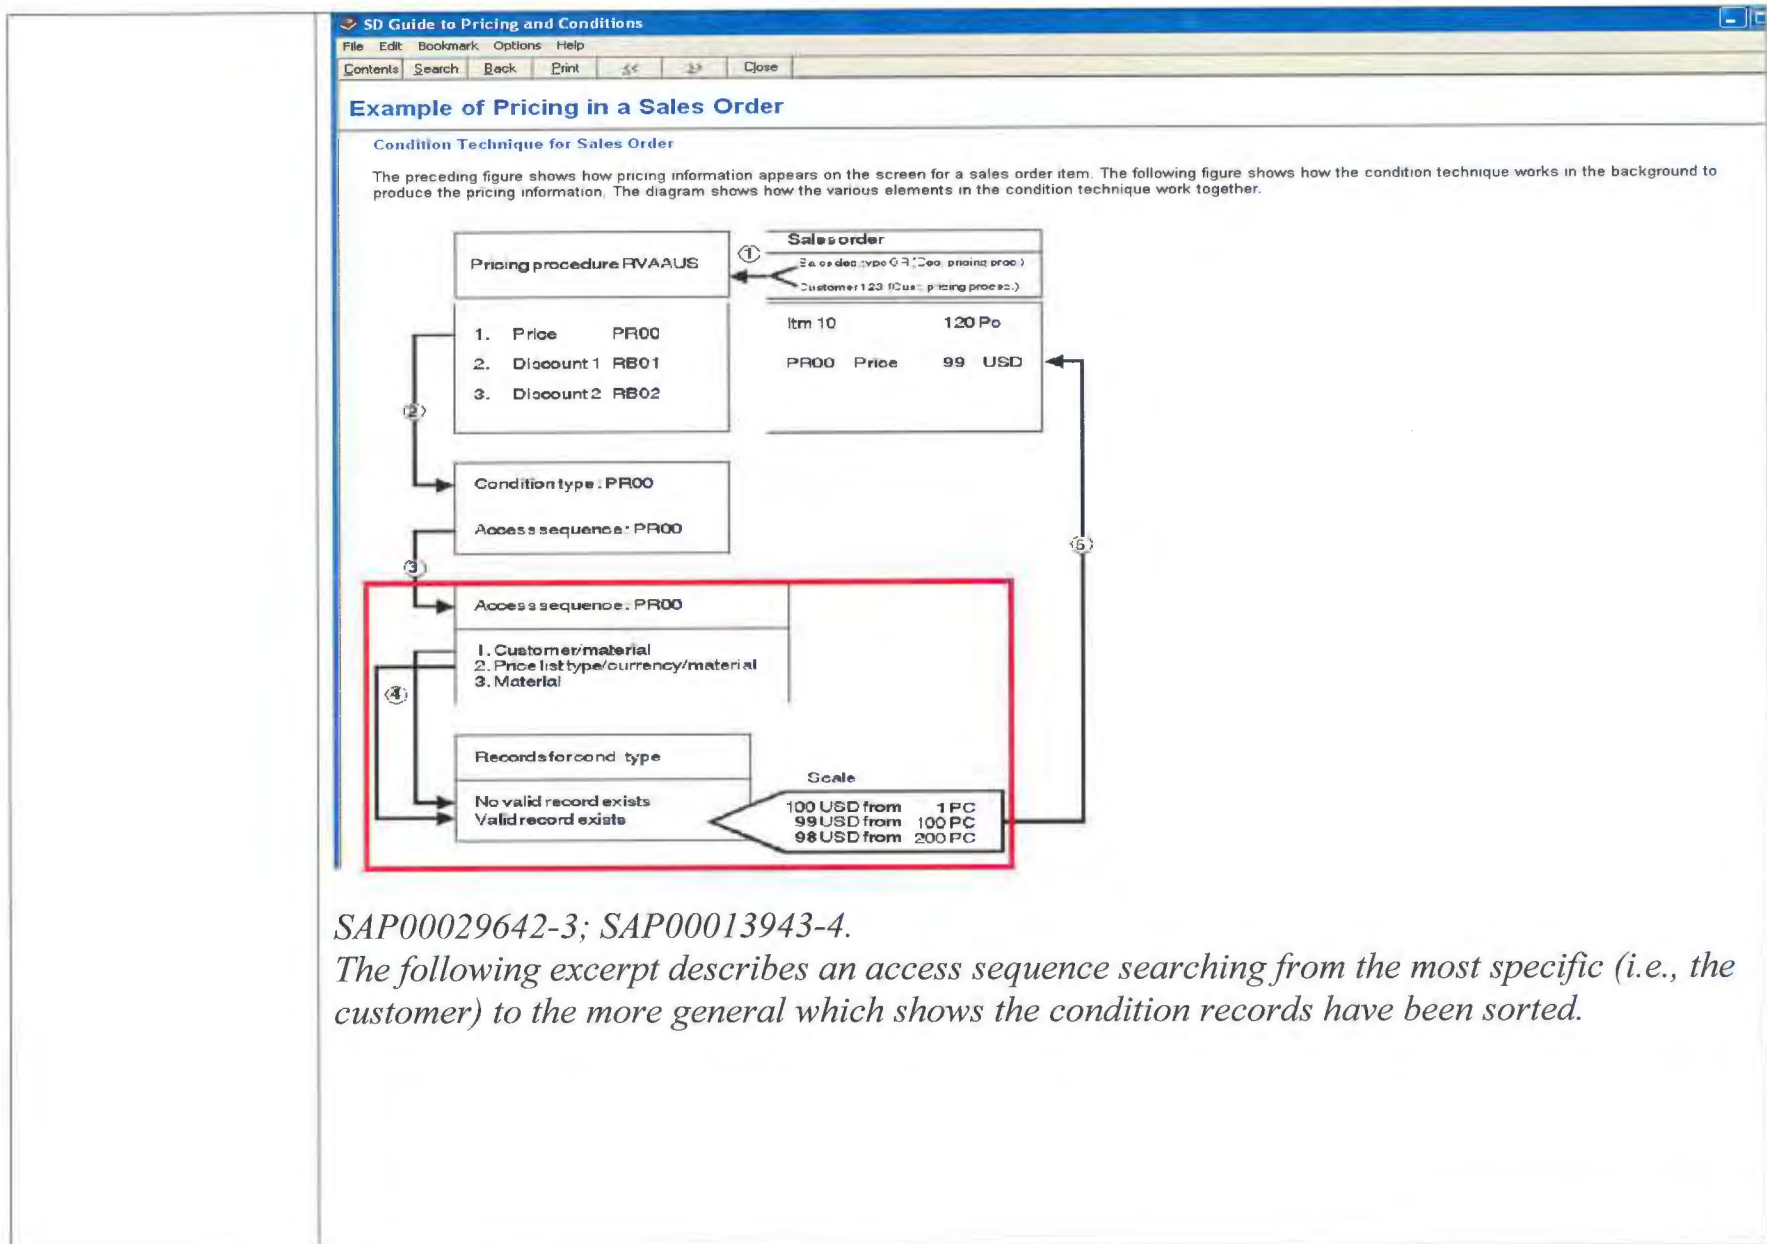 SD Guide to Pricing and Conditions
File Edit Bookmark Options Help
Contents Search Back Print << >> Close
Example of Pricing in a Sales Order
Condition Technique for Sales Order
The preceding figure shows how pricing information appears on the screen for a sales order item. The following figure shows how the condition technique works in the background to
produce the pricing information. The diagram shows how the various elements in the condition technique work together.
Pricing procedure RVAAUS
1
Sales order
Customer 123
1. Price PR00
2. Discount 1 RB01
3. Discount 2 RB02
Itm 10 120 Pc
PR00 Price 99 USD
2
Condition type: PR00
Access sequence: PR00
3
5
Access sequence: PR00
1. Customer/material
2. Price list type/currency/material
3. Material
4
Records for cond type
No valid record exists
Valid record exists
Scale
100 USD from 1 PC
99 USD from 100 PC
98 USD from 200 PC
SAP00029642-3; SAP00013943-4.
The following excerpt describes an access sequence searching from the most specific (i.e., the
customer) to the more general which shows the condition records have been sorted.